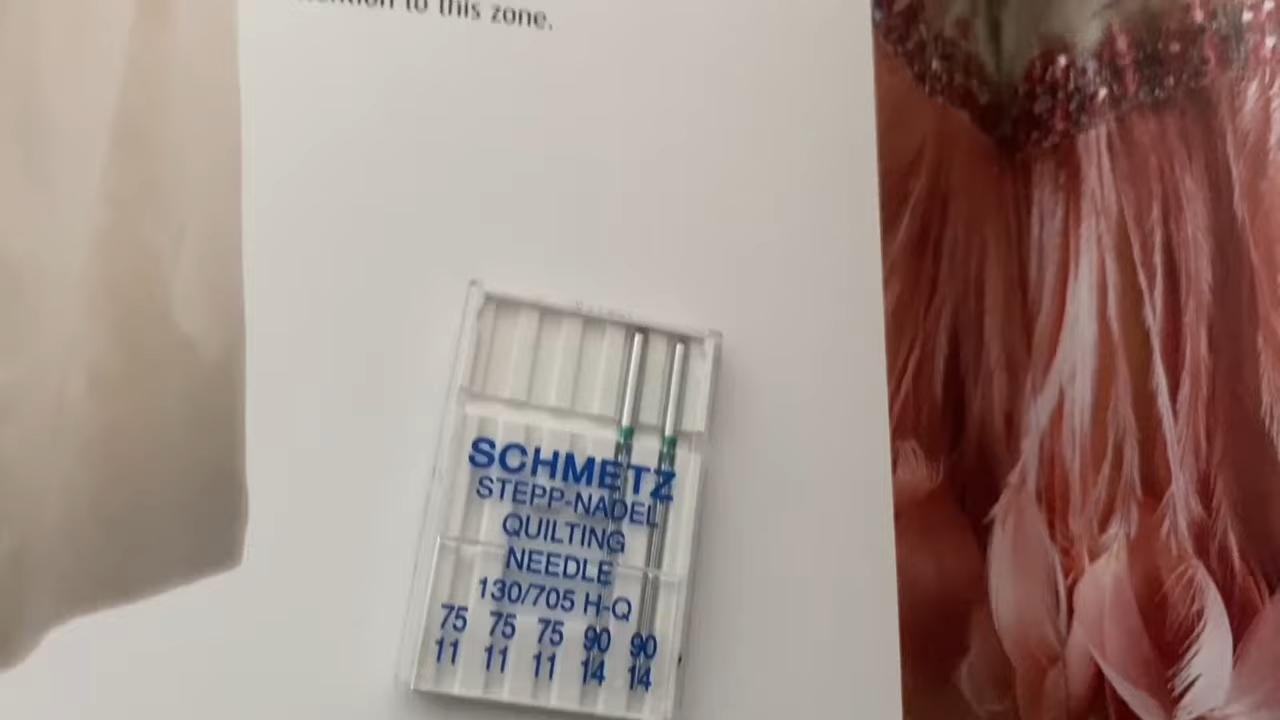 to this zone.
SCHMETZ
STEPP-NADEL
QUILTING
NEEDLE
130/705 H-Q
75 75 75 90 90
11 11 11 14 14